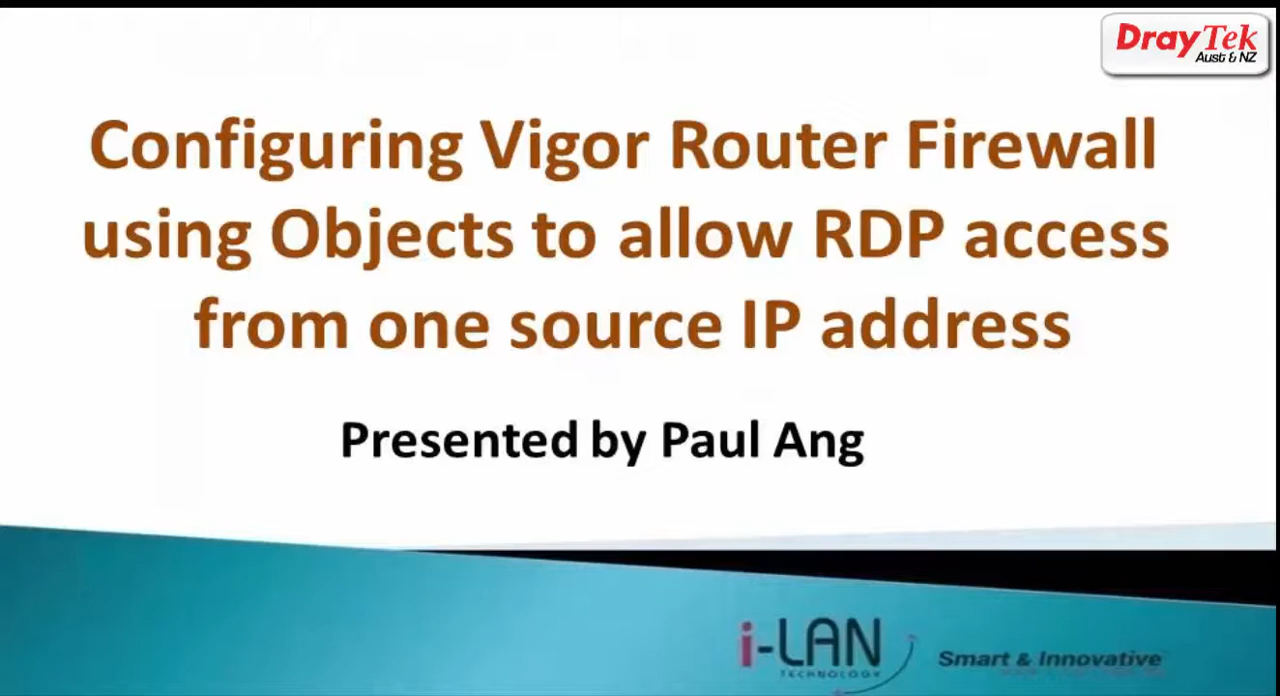 DrayTek
Aust & NZ
Configuring Vigor Router Firewall
using Objects to allow RDP access
from one source IP address
Presented by Paul Ang
i-LAN
TECHNOLOGY
Smart & Innovative